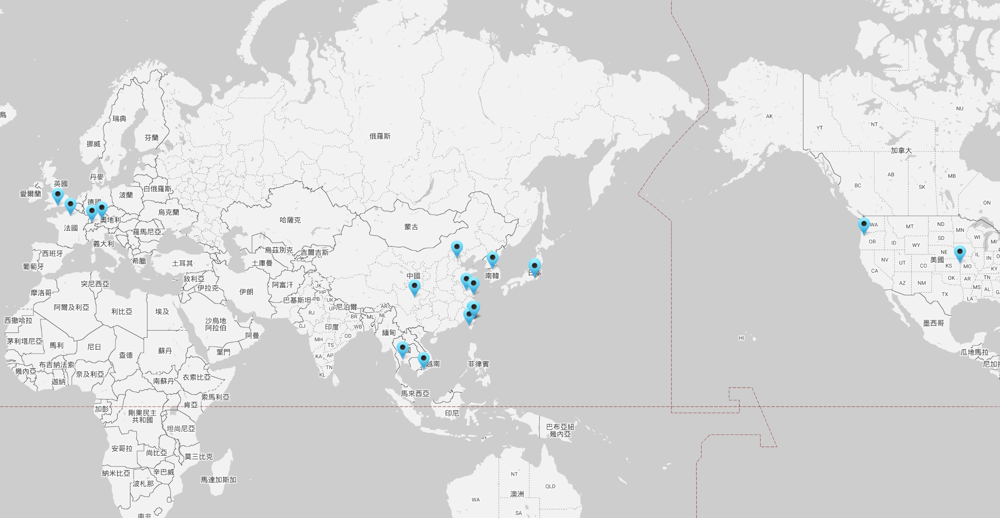 島
瑞典
芬蘭
挪威
俄羅斯
丹麥
英國
愛爾蘭
白俄羅斯
波蘭
德國
烏克蘭
奧地利
法國
羅馬尼亞
義大利
西班牙
希臘
葡萄牙
土耳其
哈薩克
蒙古
烏茲別克
吉爾吉斯
土庫曼
中國
南韓
日本
突尼西亞
敘利亞
伊拉克
伊朗
阿富汗
巴基斯坦
摩洛哥
阿爾及利亞
利比亞
埃及
西撒哈拉
沙烏地
阿拉伯
阿曼
葉門
茅利塔尼亞
馬利
尼日
查德
蘇丹
布吉納法索
幾內亞
迦納
奈及利亞
南蘇丹
衣索比亞
索馬利亞
肯亞
加彭
剛果民主
共和國
坦尚尼亞
安哥拉
尚比亞
莫三比克
納米比亞
辛巴威
波札那
馬達加斯加
南非
JK
HP
PB
UK
UP
尼泊爾
AR
RJ
BR
ML
NL
GJ
印度
WB
緬甸
MH
OD
TS
KA
AP
TN
KL
國
越南
菲律賓
馬來西亞
印尼
巴布亞紐
幾內亞
NT
QLD
澳洲
WA
SA
AK
YT
NT
NU
加拿大
BC
AB
SK
MB
ON
WA
MT
ND
MN
OR
ID
WY
SD
WI
MI
NE
IL
IN
NV
UT
CO
美國
KS
MO
KY
CA
AZ
NM
OK
AR
TN
MS
AL
TX
LA
墨西哥
HI
瓜地馬拉
尼加